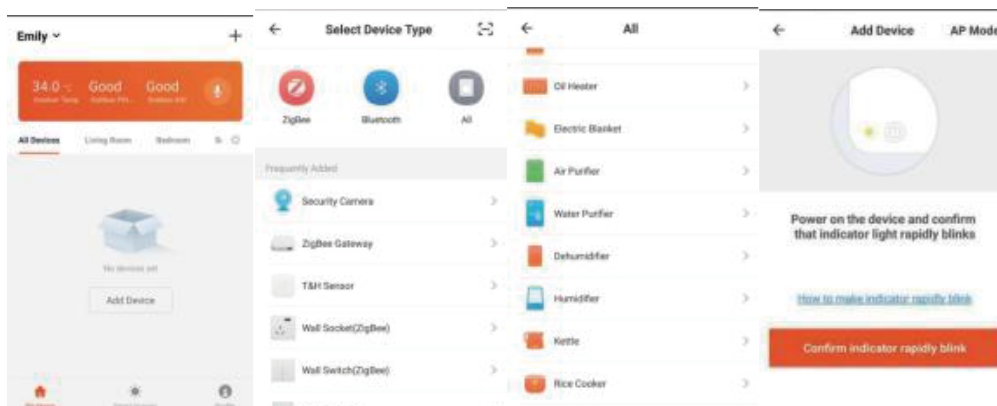 Emily
34.0 Good Good
All Devices Living Room Bedroom
No devices yet
Add Device
Select Device Type
ZigBee Bluetooth All
Frequently Added
Security Camera
ZigBee Gateway
T&H Sensor
Wall Socket(ZigBee)
Wall Switch(ZigBee)
All
Oil Heater
Electric Blanket
Air Purifier
Water Purifier
Dehumidifier
Humidifier
Kettle
Rice Cooker
Add Device AP Mode
Power on the device and confirm
that indicator light rapidly blinks
How to make indicator rapidly blink
Confirm indicator rapidly blink